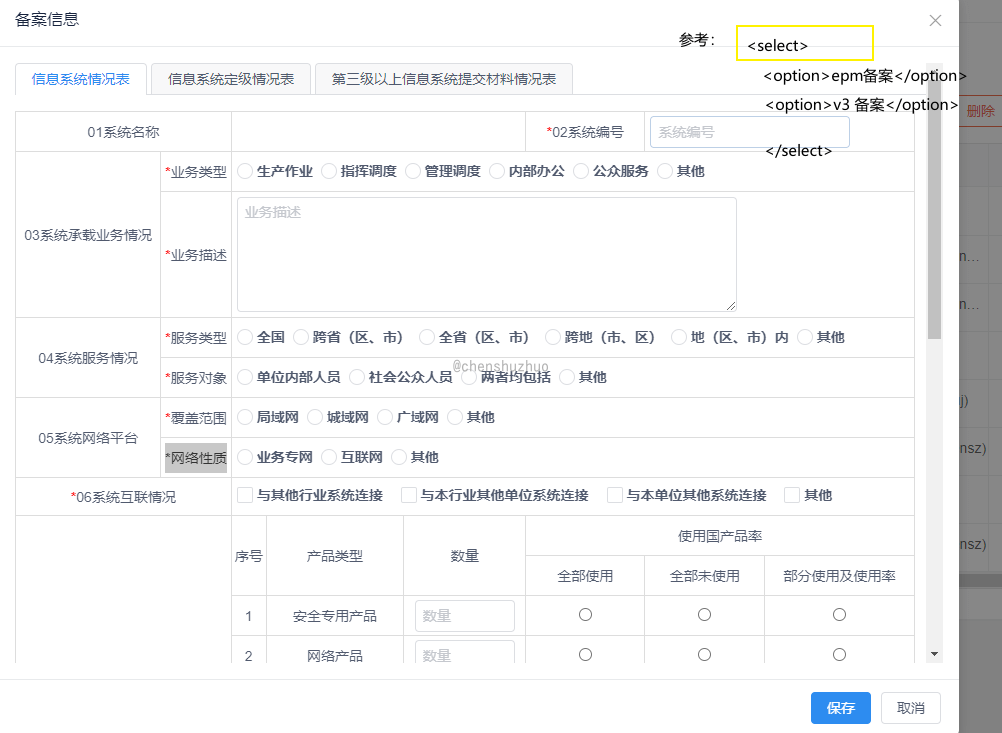 备案信息
参考： <select>
<option>epm备案</option>
<option>v3 备案</option>
</select>
信息系统情况表 信息系统定级情况表 第三级以上信息系统提交材料情况表
删除
01系统名称 *02系统编号 系统编号
03系统承载业务情况
*业务类型 生产作业 指挥调度 管理调度 内部办公 公众服务 其他
*业务描述 业务描述
04系统服务情况
*服务类型 全国 跨省（区、市） 全省（区、市） 跨地（市、区） 地（区、市）内 其他
@chenshuzhuo
*服务对象 单位内部人员 社会公众人员 两者均包括 其他
05系统网络平台
*覆盖范围 局域网 城域网 广域网 其他
*网络性质 业务专网 互联网 其他
*06系统互联情况 与其他行业系统连接 与本行业其他单位系统连接 与本单位其他系统连接 其他
序号 产品类型 数量 使用国产品率
全部使用 全部未使用 部分使用及使用率
1 安全专用产品 数量
2 网络产品 数量
n...
n...
nsz)
nsz)
保存 取消